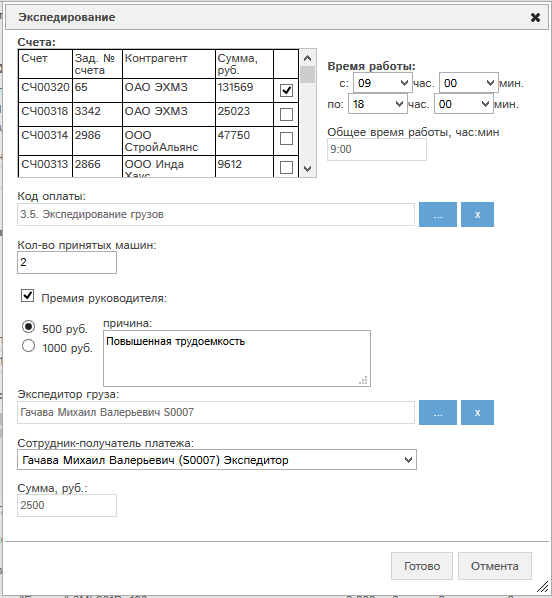 Экспедирование
Счета:
Счет Зад. № счета Контрагент Сумма, руб.
СЧ00320 65 ОАО ЭХМЗ 131569
СЧ00318 3342 ОАО ЭХМЗ 25023
СЧ00314 2986 ООО СтройАльянс 47750
СЧ00313 2866 ООО Инда Хаус 9612
Время работы:
с: 09 час. 00 мин.
по: 18 час. 00 мин.
Общее время работы, час:мин
9:00
Код оплаты:
3.5. Экспедирование грузов ... x
Кол-во принятых машин:
2
Премия руководителя:
500 руб.
1000 руб.
причина:
Повышенная трудоемкость
Экспедитор груза:
Гачава Михаил Валерьевич S0007 ... x
Сотрудник-получатель платежа:
Гачава Михаил Валерьевич (S0007) Экспедитор
Сумма, руб.:
2500
Готово Отмента